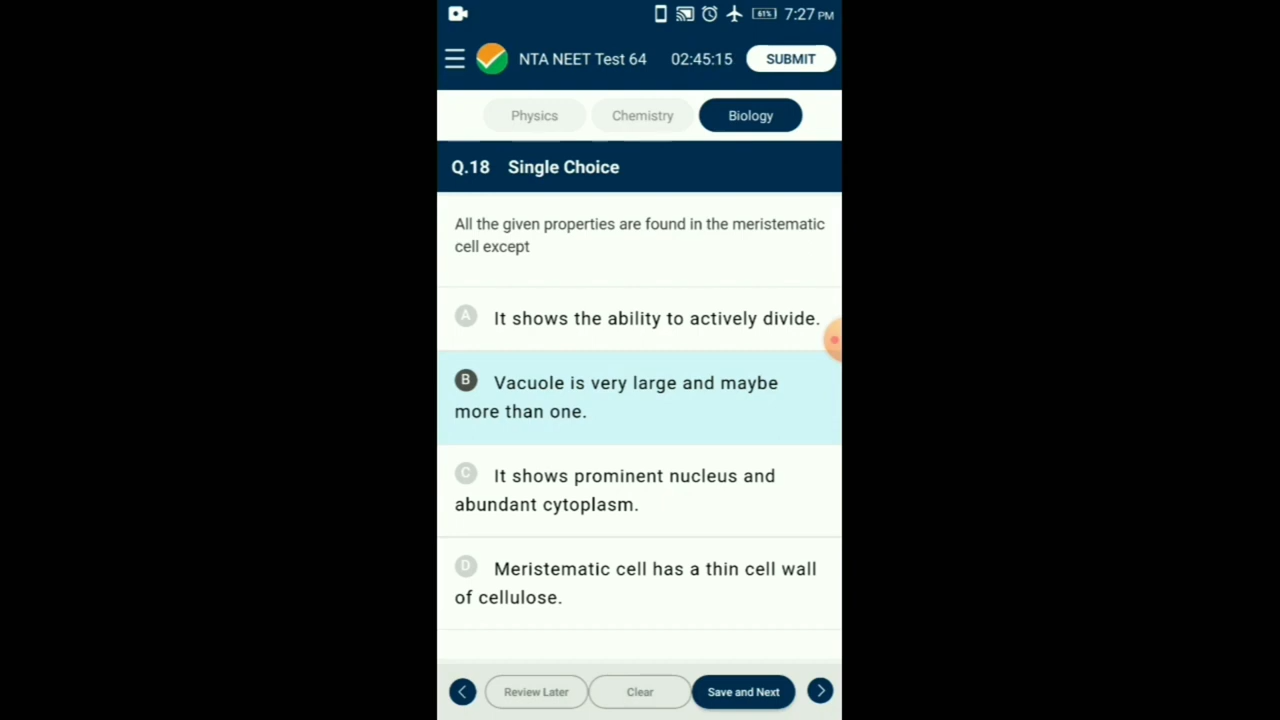 61% 7:27 PM
NTA NEET Test 64 02:45:15 SUBMIT
Physics Chemistry Biology
Q.18 Single Choice
All the given properties are found in the meristematic
cell except
A It shows the ability to actively divide.
B Vacuole is very large and maybe
more than one.
C It shows prominent nucleus and
abundant cytoplasm.
D Meristematic cell has a thin cell wall
of cellulose.
Review Later Clear Save and Next